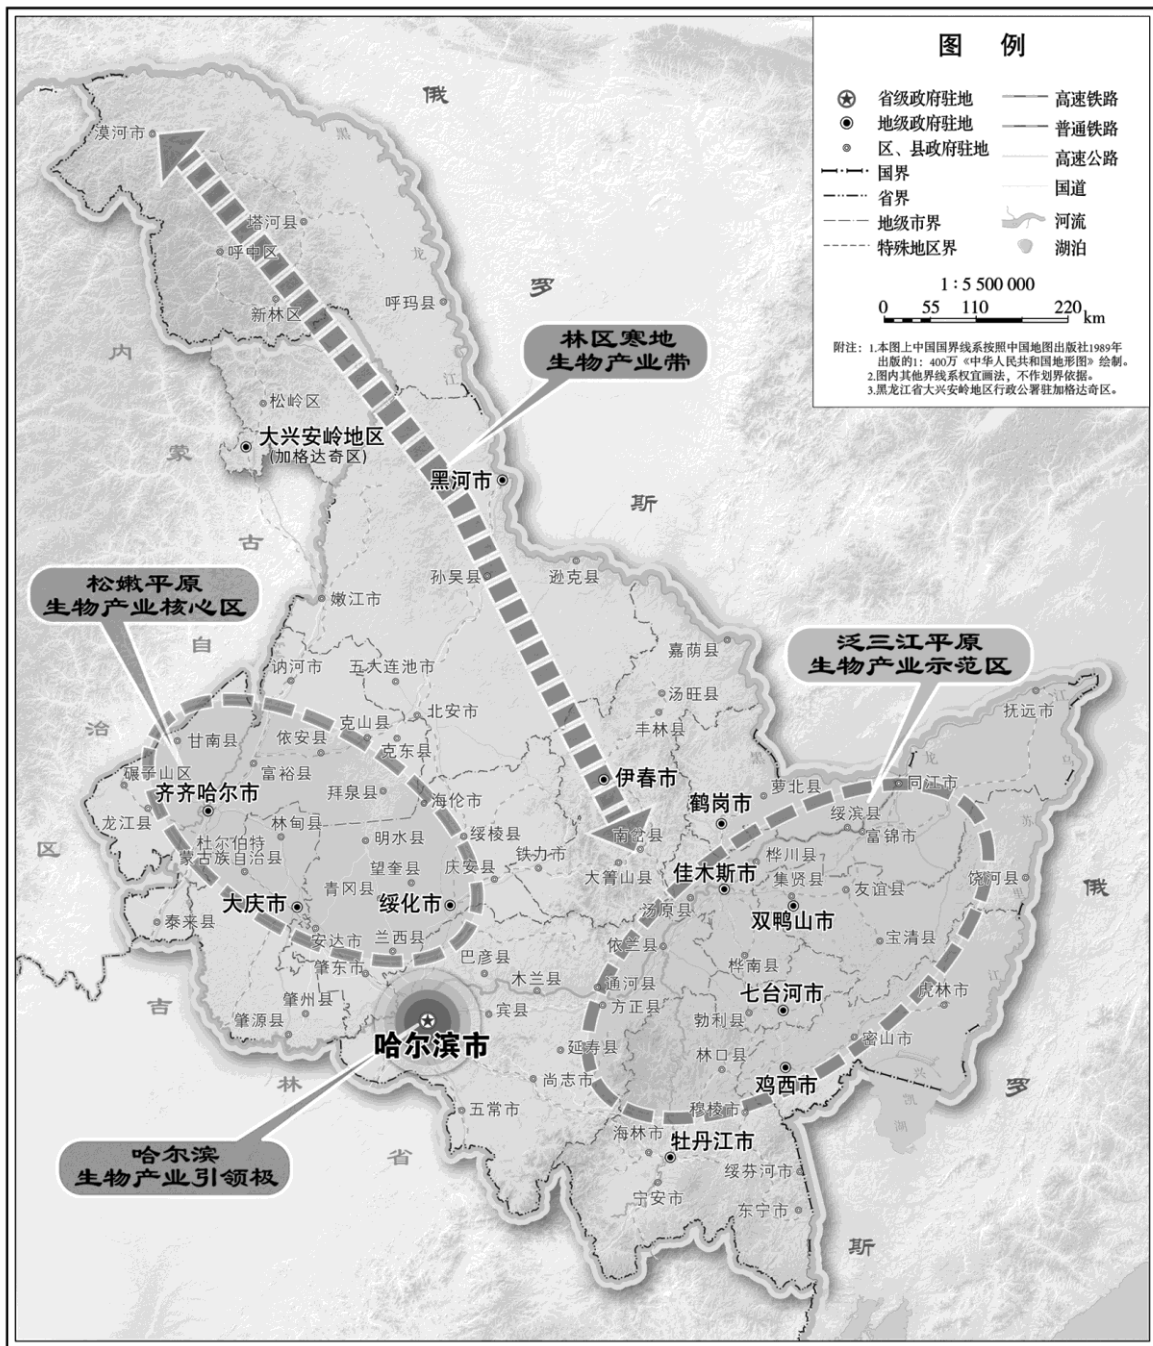 图 例
省级政府驻地
地级政府驻地
区、县政府驻地
国界
省界
地级市界
特殊地区界
高速铁路
普通铁路
高速公路
国道
河流
湖泊
1:5 500 000
0 55 110 220 km
附注：1.本图上中国国界线系按照中国地图出版社1989年
出版的1：400万《中华人民共和国地形图》绘制。
2.图内其他界线系权宜画法，不作划界依据。
3.黑龙江省大兴安岭地区行政公署驻加格达奇区。
俄
罗
斯
漠河市
黑
龙
江
塔河县
呼中区
新林区
呼玛县
林区寒地
生物产业带
内
蒙
古
自
治
区
松岭区
大兴安岭地区
(加格达奇区)
黑河市
孙吴县
逊克县
嫩江市
松嫩平原
生物产业核心区
泛三江平原
生物产业示范区
嘉荫县
汤旺县
丰林县
讷河市
五大连池市
北安市
克山县
克东县
甘南县
依安县
富裕县
碾子山区
齐齐哈尔市
龙江县
拜泉县
海伦市
林甸县
杜尔伯特
蒙古族自治县
明水县
绥棱县
望奎县
庆安县
铁力市
青冈县
大庆市
绥化市
泰来县
安达市
兰西县
肇东市
巴彦县
木兰县
肇州县
肇源县
宾县
哈尔滨市
伊春市
南岔县
大箐山县
黑
龙
江
抚远市
萝北县
鹤岗市
同江市
绥滨县
富锦市
乌
苏
里
江
佳木斯市
桦川县
集贤县
友谊县
饶河县
双鸭山市
汤原县
依兰县
宝清县
桦南县
通河县
方正县
七台河市
虎林市
勃利县
密山市
延寿县
林口县
尚志市
鸡西市
兴
凯
湖
五常市
穆棱市
海林市
牡丹江市
绥芬河市
宁安市
东宁市
哈尔滨
生物产业引领极
吉
林
省
俄
罗
斯